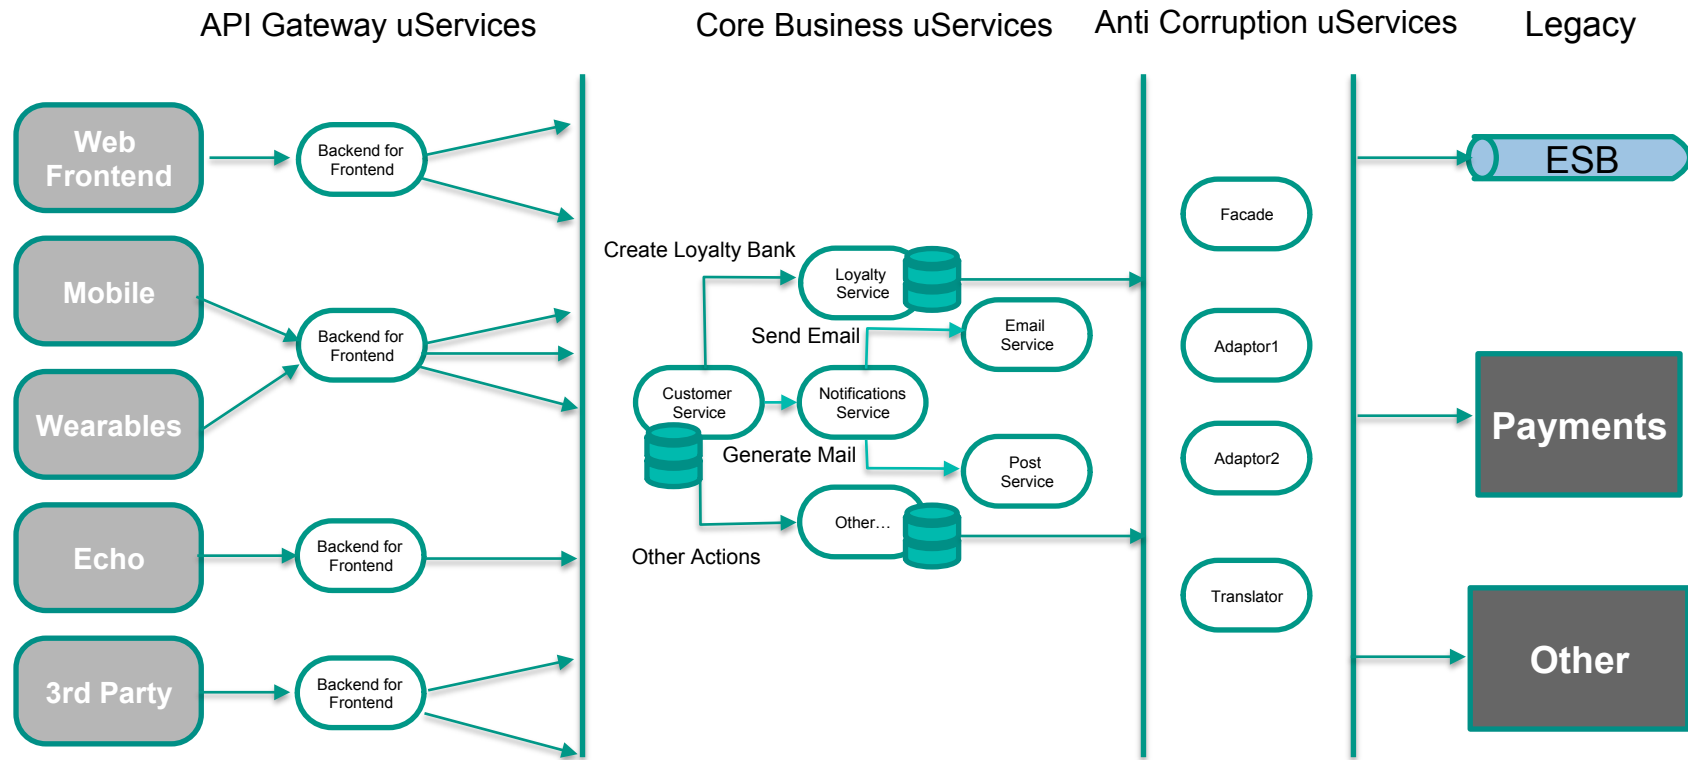 API Gateway uServices
Core Business uServices
Anti Corruption uServices
Legacy
Web
Frontend
Backend for
Frontend
Mobile
Wearables
Backend for
Frontend
Echo
Backend for
Frontend
3rd Party
Backend for
Frontend
Create Loyalty Bank
Loyalty
Service
Send Email
Email
Service
Customer
Service
Notifications
Service
Generate Mail
Post
Service
Other…
Other Actions
Facade
Adaptor1
Adaptor2
Translator
ESB
Payments
Other